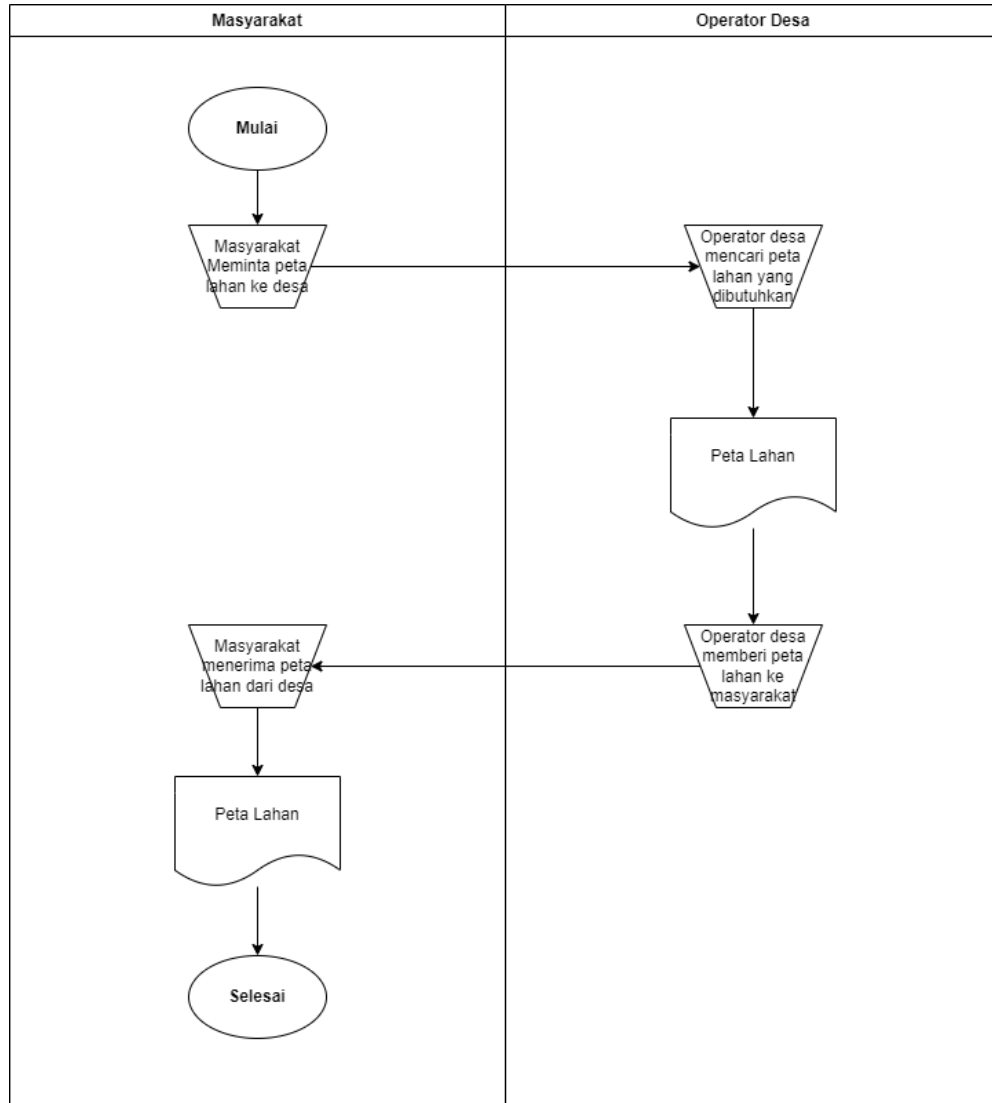 Masyarakat
Operator Desa
Mulai
Masyarakat
Meminta peta
lahan ke desa
Operator desa
mencari peta
lahan yang
dibutuhkan
Peta Lahan
Operator desa
memberi peta
lahan ke
masyarakat
Masyarakat
menerima peta
lahan dari desa
Peta Lahan
Selesai